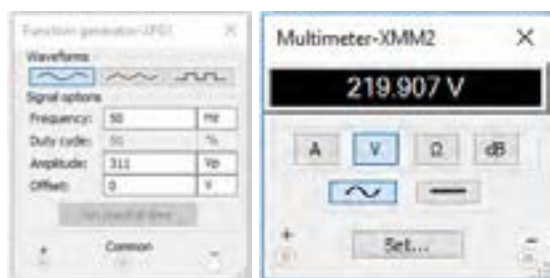 Function generator-XFG1 ×
Waveforms
Signal options
Frequency: 50 Hz
Duty cycle: 50 %
Amplitude: 311 Vp
Offset: 0 V
+ Common -
Multimeter-XMM2 ×
219.907 V
A V Ω dB
+ Set... -